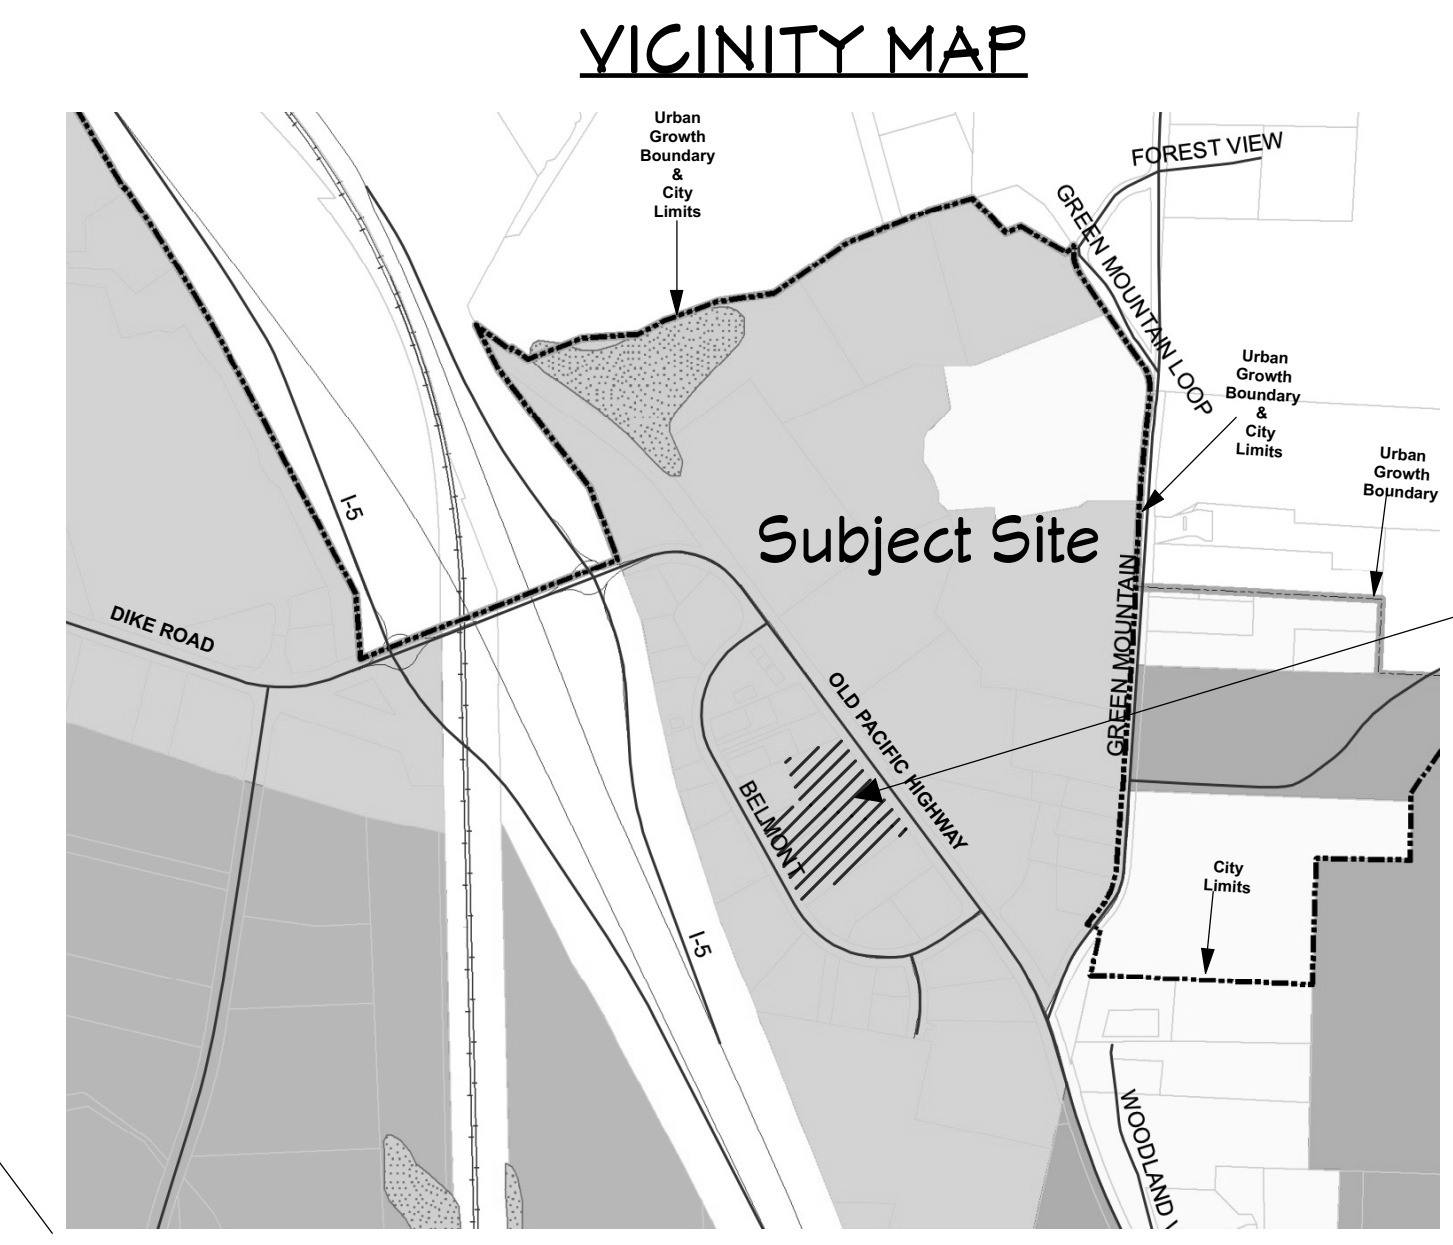 VICINITY MAP
Urban
Growth
Boundary
&
City
Limits
FOREST VIEW
GREEN MOUNTAIN LOOP
Urban
Growth
Boundary
&
City
Limits
Urban
Growth
Boundary
I-5
Subject Site
GREEN MOUNTAIN
DIKE ROAD
OLD PACIFIC HIGHWAY
BELMONT
City
Limits
I-5
WOODLAND